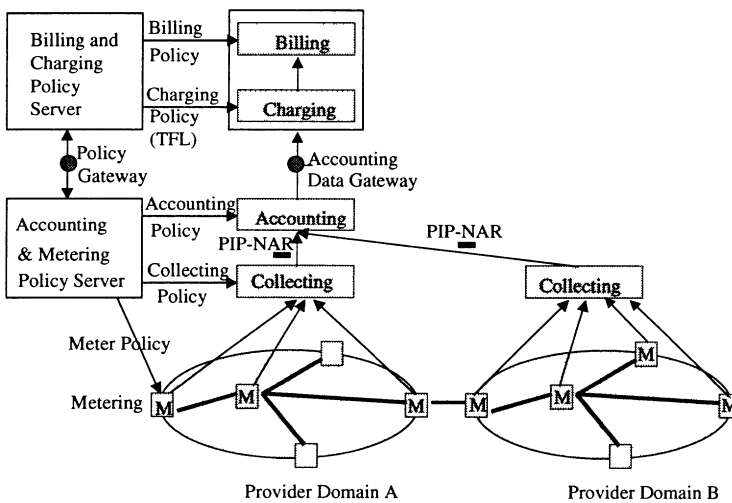 Billing and
Charging
Policy
Server
Billing
Policy
Billing
Charging
Policy
(TFL)
Charging
Policy
Gateway
Accounting
Data Gateway
Accounting
& Metering
Policy Server
Accounting
Policy
Accounting
PIP-NAR
PIP-NAR
Collecting
Policy
Collecting
Collecting
Meter Policy
Metering
M
M
M
M
M
M
M
Provider Domain A
Provider Domain B